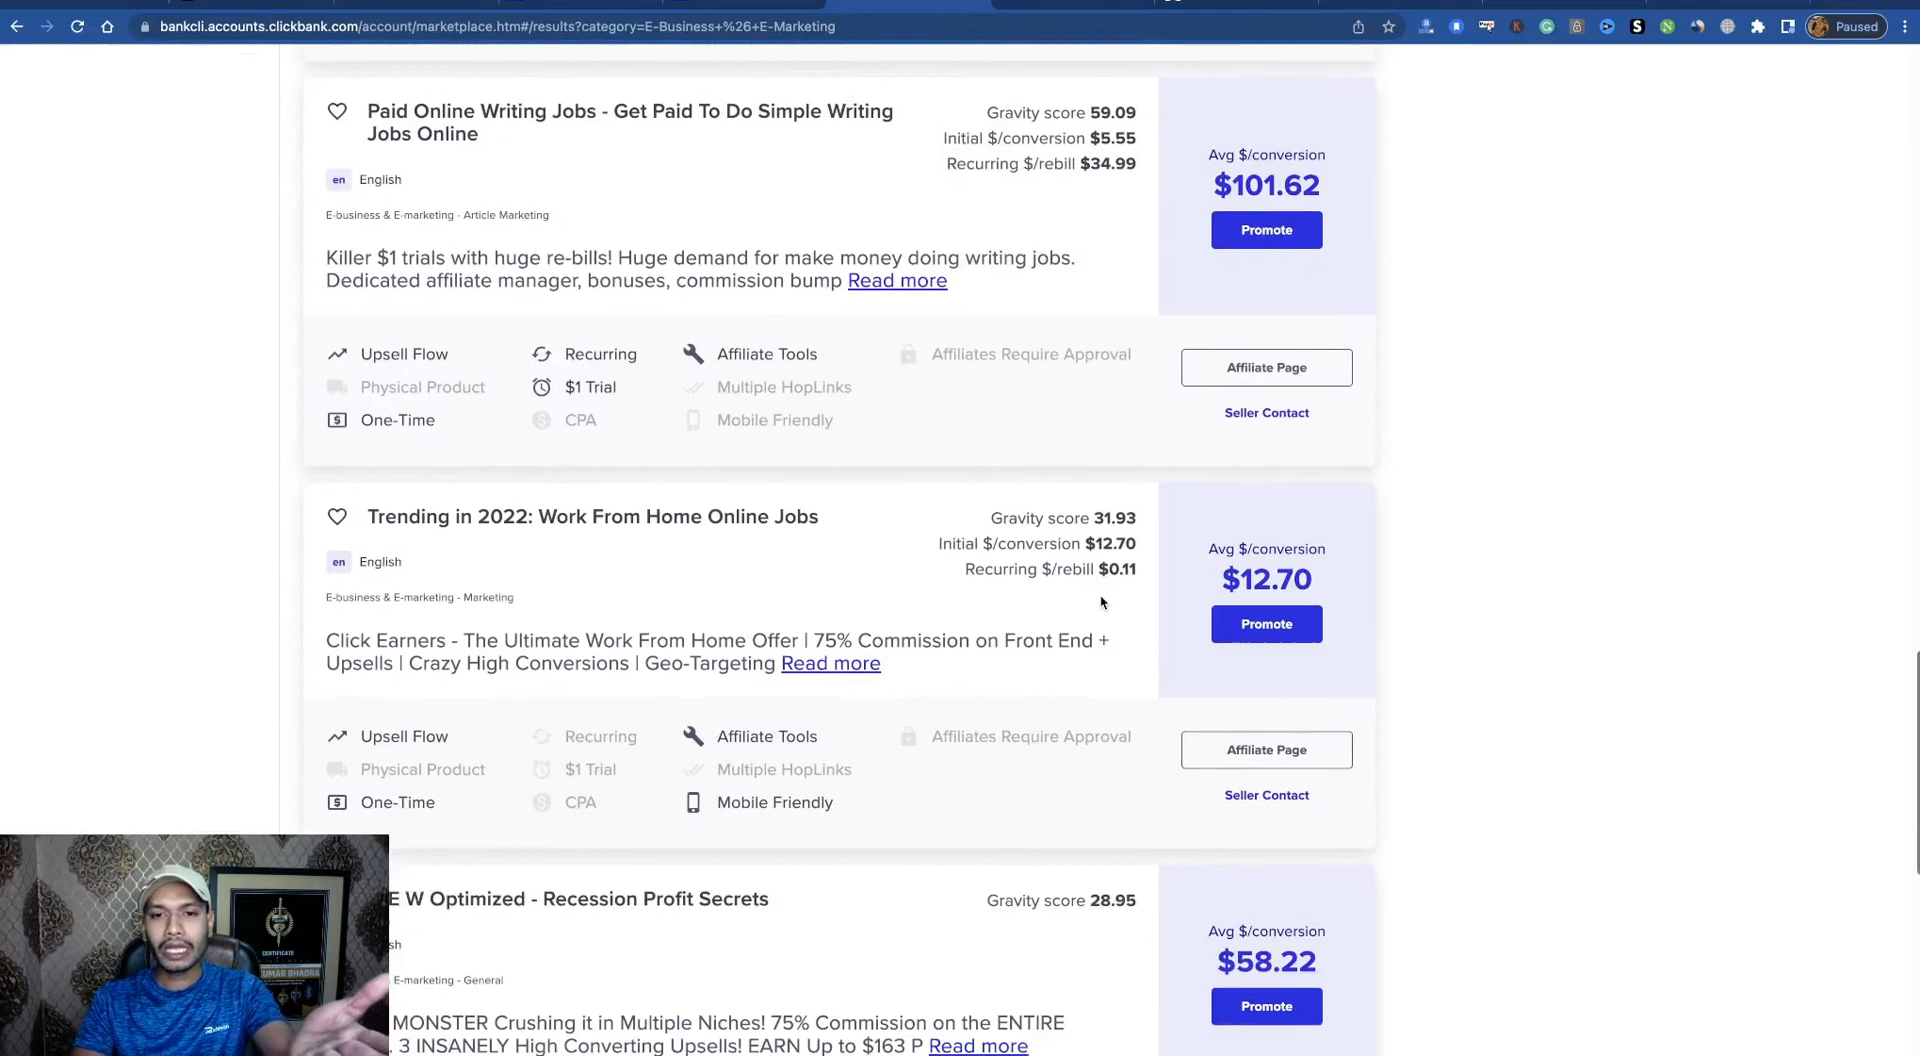 bankcli.accounts.clickbank.com/account/marketplace.htm#/results?category=E-Business+%26+E-Marketing
Paused
Paid Online Writing Jobs - Get Paid To Do Simple Writing
Jobs Online
Gravity score 59.09
Initial $/conversion $5.55
Recurring $/rebill $34.99
Avg $/conversion
$101.62
Promote
en English
E-business & E-marketing - Article Marketing
Killer $1 trials with huge re-bills! Huge demand for make money doing writing jobs.
Dedicated affiliate manager, bonuses, commission bump Read more
Upsell Flow Recurring Affiliate Tools Affiliates Require Approval
Physical Product $1 Trial Multiple HopLinks
One-Time CPA Mobile Friendly
Affiliate Page
Seller Contact
Trending in 2022: Work From Home Online Jobs
Gravity score 31.93
Initial $/conversion $12.70
Recurring $/rebill $0.11
Avg $/conversion
$12.70
Promote
en English
E-business & E-marketing - Marketing
Click Earners - The Ultimate Work From Home Offer | 75% Commission on Front End +
Upsells | Crazy High Conversions | Geo-Targeting Read more
Upsell Flow Recurring Affiliate Tools Affiliates Require Approval
Physical Product $1 Trial Multiple HopLinks
One-Time CPA Mobile Friendly
Affiliate Page
Seller Contact
E W Optimized - Recession Profit Secrets
Gravity score 28.95
Avg $/conversion
$58.22
Promote
sh
E-marketing - General
MONSTER Crushing it in Multiple Niches! 75% Commission on the ENTIRE
. 3 INSANELY High Converting Upsells! EARN Up to $163 P Read more
CERTIFICATE
KUMAR BHADRA